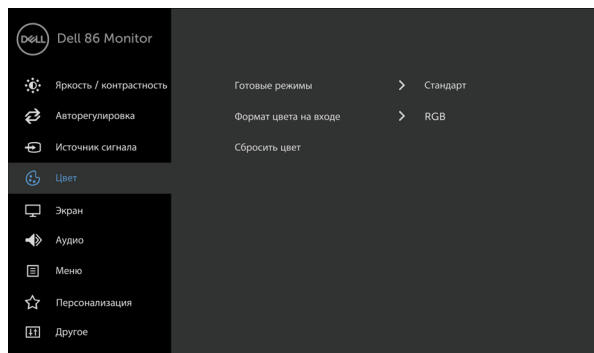 DELL Dell 86 Monitor
Яркость / контрастность Готовые режимы Стандарт
Авторегулировка Формат цвета на входе RGB
Источник сигнала Сбросить цвет
Цвет
Экран
Аудио
Меню
Персонализация
Другое